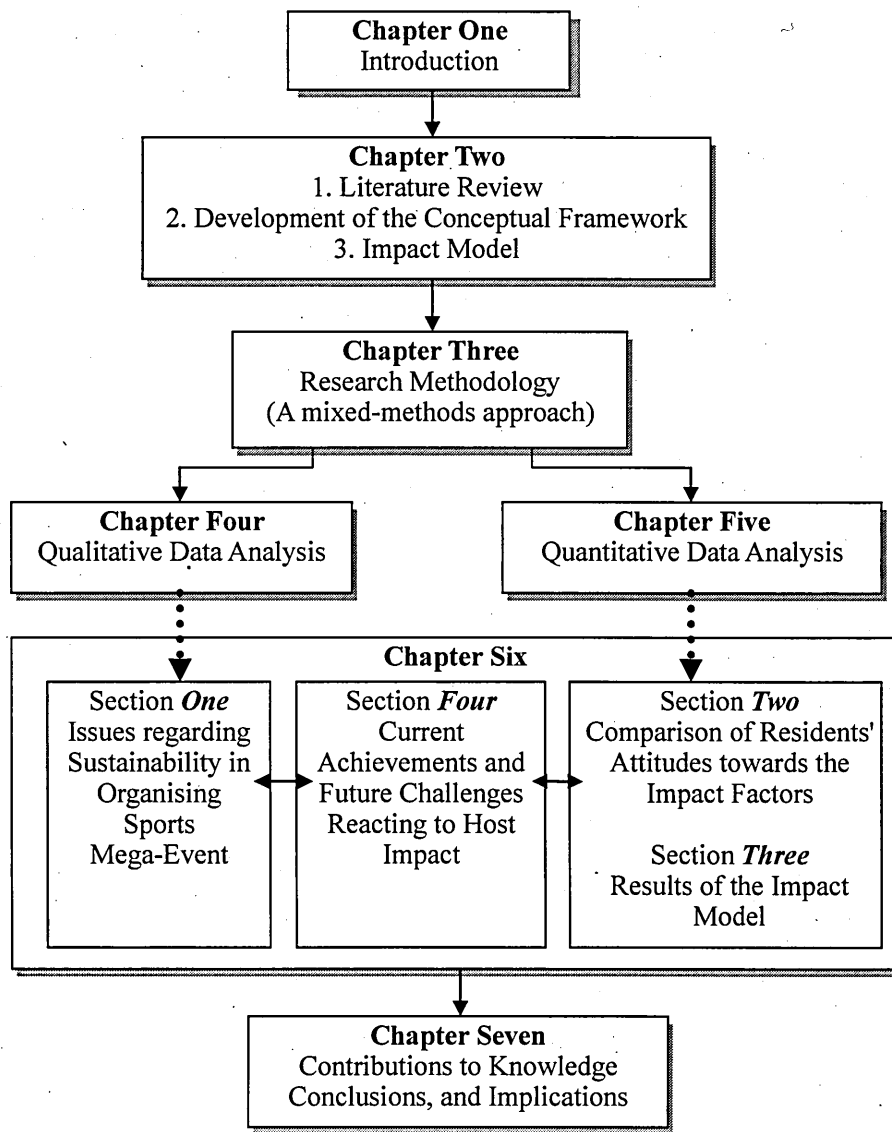 Chapter One
Introduction
Chapter Two
1. Literature Review
2. Development of the Conceptual Framework
3. Impact Model
Chapter Three
Research Methodology
(A mixed-methods approach)
Chapter Four
Qualitative Data Analysis
Chapter Five
Quantitative Data Analysis
Chapter Six
Section One
Issues regarding
Sustainability in
Organising
Sports
Mega-Event
Section Four
Current
Achievements and
Future Challenges
Reacting to Host
Impact
Section Two
Comparison of Residents'
Attitudes towards the
Impact Factors
Section Three
Results of the Impact
Model
Chapter Seven
Contributions to Knowledge
Conclusions, and Implications